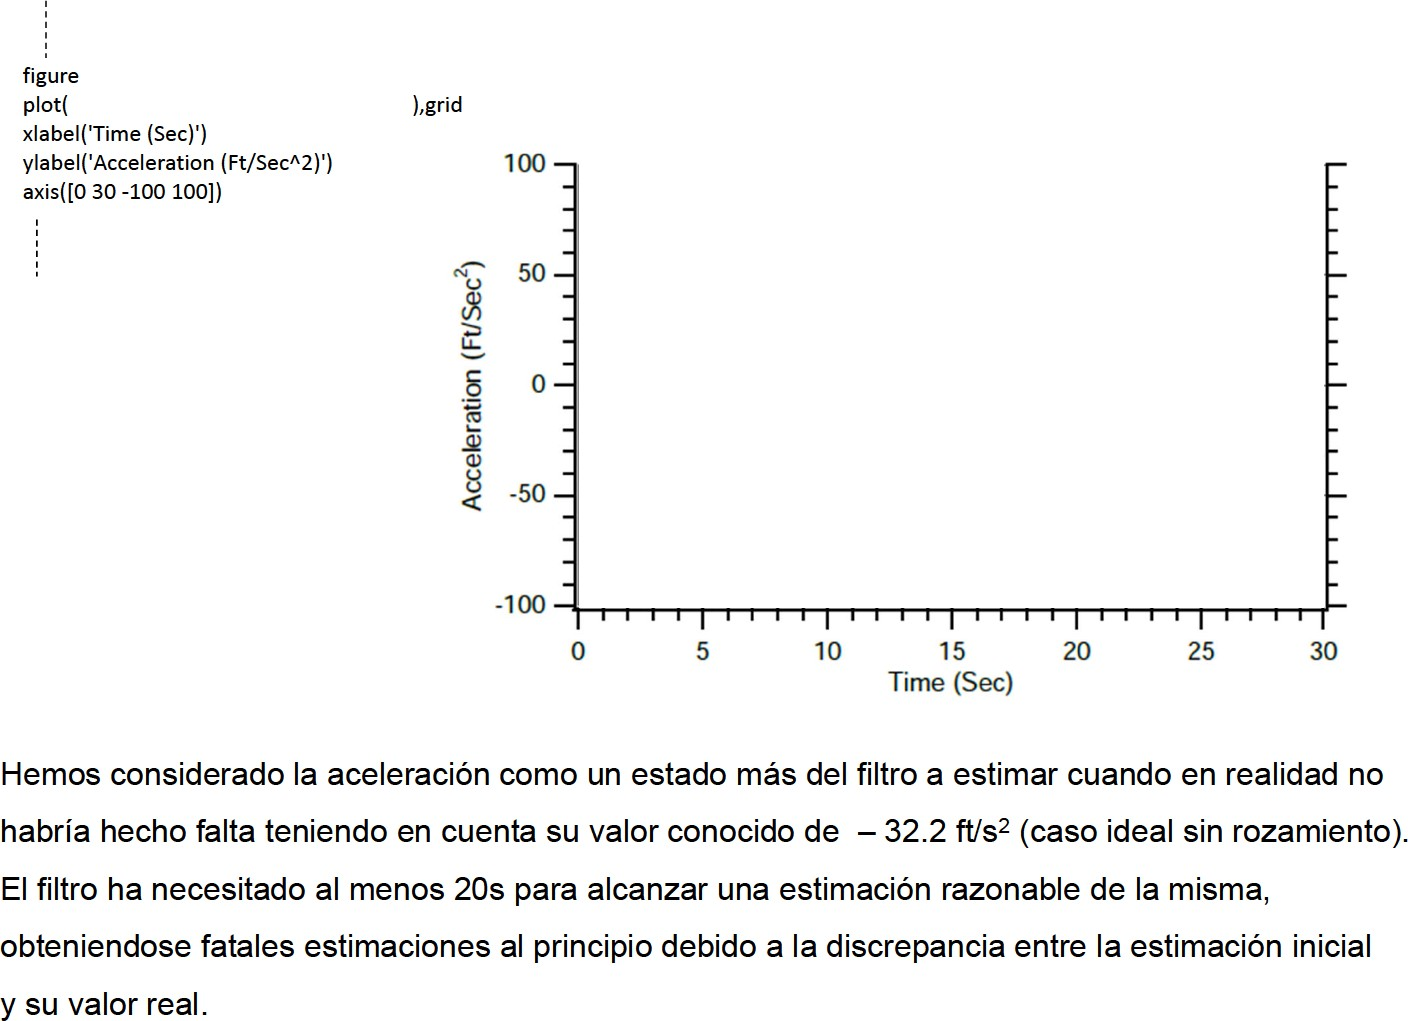 figure
plot( ),grid
xlabel('Time (Sec)')
ylabel('Acceleration (Ft/Sec^2)')
axis([0 30 -100 100])
100
50
0
-50
-100
Acceleration (Ft/Sec²)
0 5 10 15 20 25 30
Time (Sec)
Hemos considerado la aceleración como un estado más del filtro a estimar cuando en realidad no
habría hecho falta teniendo en cuenta su valor conocido de – 32.2 ft/s² (caso ideal sin rozamiento).
El filtro ha necesitado al menos 20s para alcanzar una estimación razonable de la misma,
obteniendose fatales estimaciones al principio debido a la discrepancia entre la estimación inicial
y su valor real.